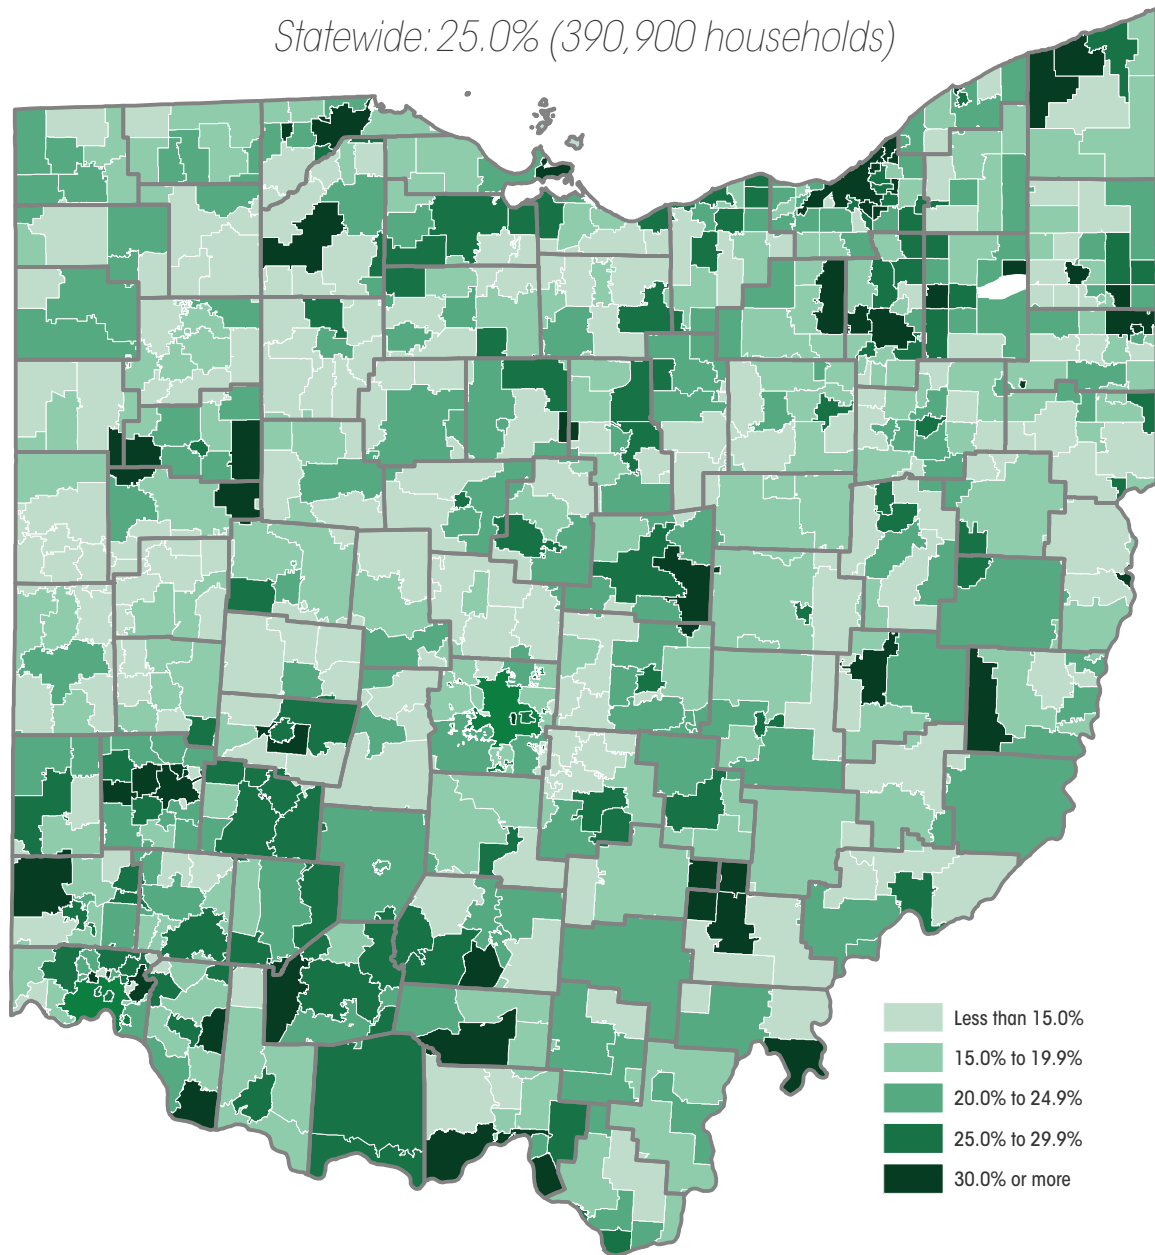 Statewide: 25.0% (390,900 households)
Less than 15.0%
15.0% to 19.9%
20.0% to 24.9%
25.0% to 29.9%
30.0% or more